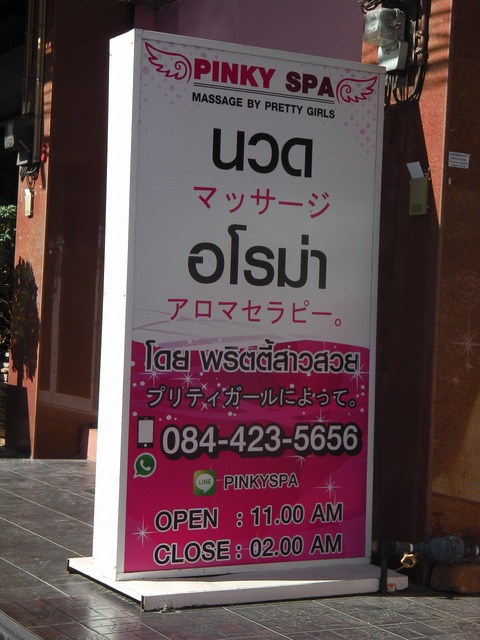 PINKY SPA
MASSAGE BY PRETTY GIRLS
นวด
マッサージ
อโรม่า
アロマセラピー。
โดย พริตตี้สาวสวย
プリティガールによって。
084-423-5656
LINE PINKYSPA
OPEN : 11.00 AM
CLOSE : 02.00 AM